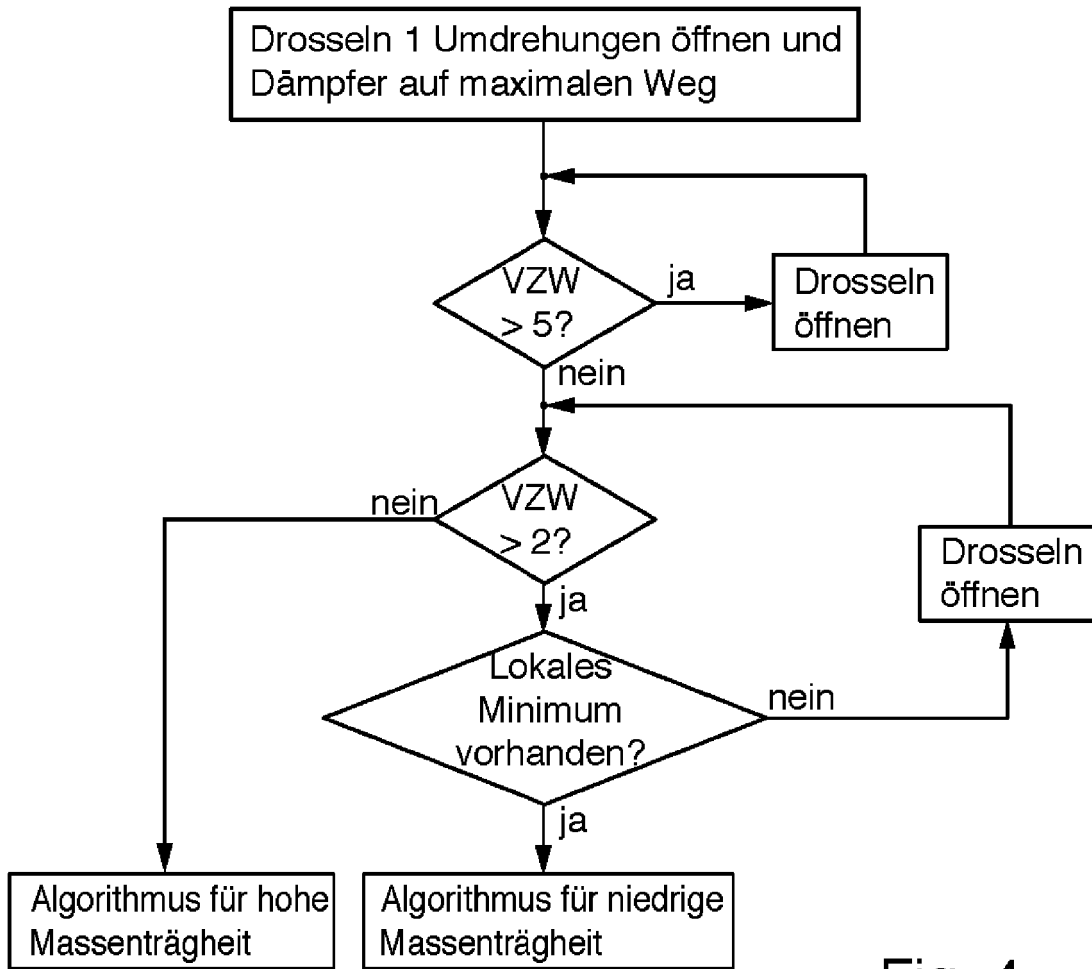 Drosseln 1 Umdrehungen öffnen und
Dämpfer auf maximalen Weg
VZW
> 5?
ja
Drosseln
öffnen
nein
VZW
> 2?
nein
ja
Drosseln
öffnen
Lokales
Minimum
vorhanden?
nein
ja
Algorithmus für hohe
Massenträgheit
Algorithmus für niedrige
Massenträgheit